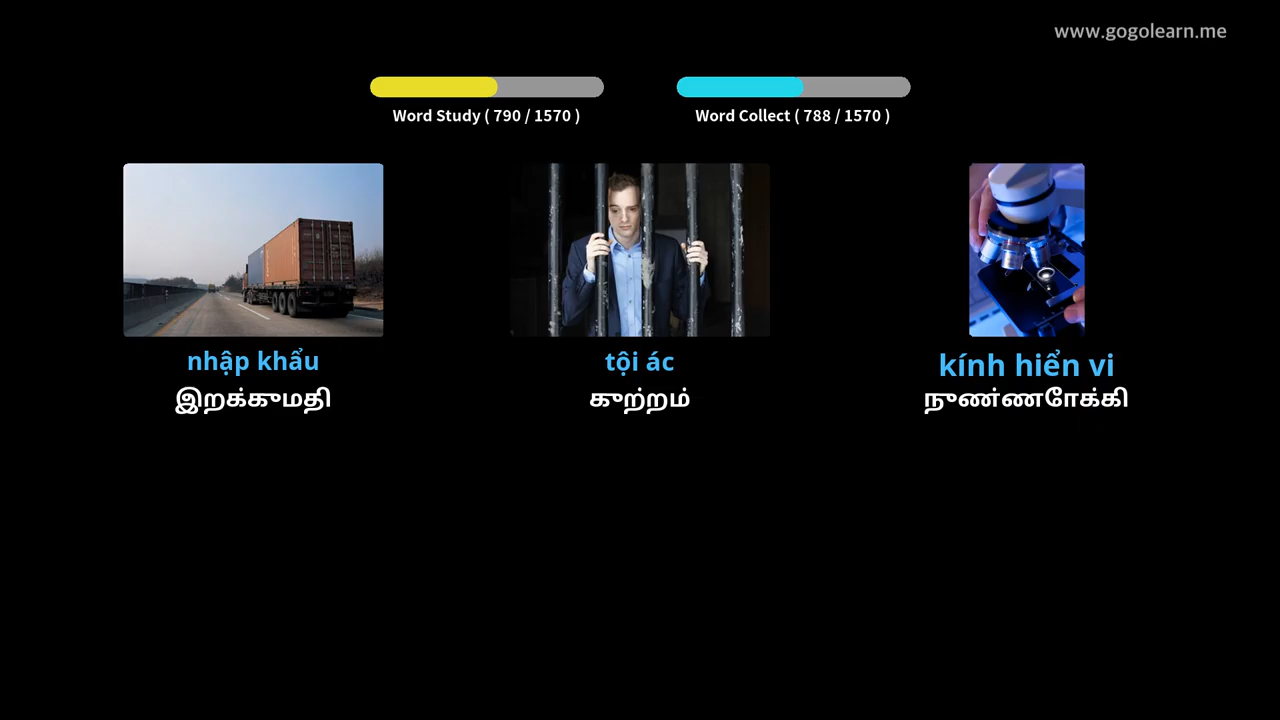 www.gogolearn.me
Word Study ( 790 / 1570 )
Word Collect ( 788 / 1570 )
nhập khẩu
இறக்குமதி
tội ác
குற்றம்
kính hiển vi
நுண்ணோக்கி